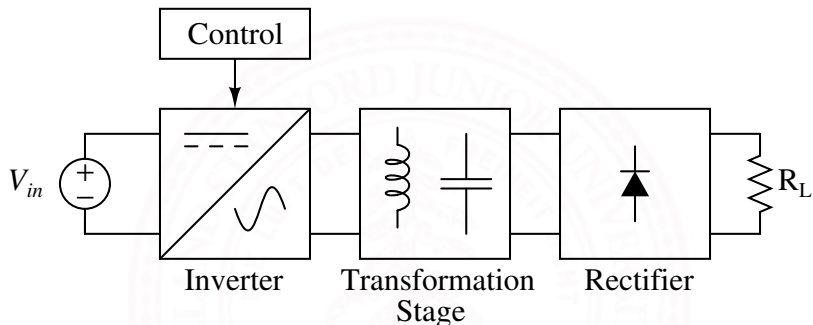 Control
V_in
+
−
R_L
Inverter
Transformation
Stage
Rectifier